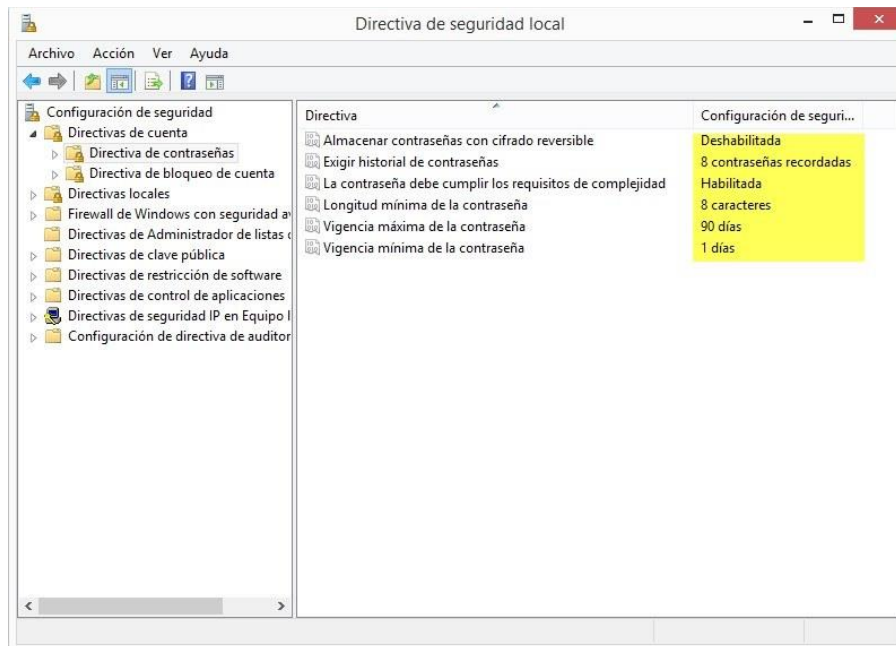 Directiva de seguridad local
Archivo Acción Ver Ayuda
Configuración de seguridad
Directivas de cuenta
Directiva de contraseñas
Directiva de bloqueo de cuenta
Directivas locales
Firewall de Windows con seguridad av
Directivas de Administrador de listas c
Directivas de clave pública
Directivas de restricción de software
Directivas de control de aplicaciones
Directivas de seguridad IP en Equipo l
Configuración de directiva de auditor
Directiva Configuración de seguri...
Almacenar contraseñas con cifrado reversible Deshabilitada
Exigir historial de contraseñas 8 contraseñas recordadas
La contraseña debe cumplir los requisitos de complejidad Habilitada
Longitud mínima de la contraseña 8 caracteres
Vigencia máxima de la contraseña 90 días
Vigencia mínima de la contraseña 1 días